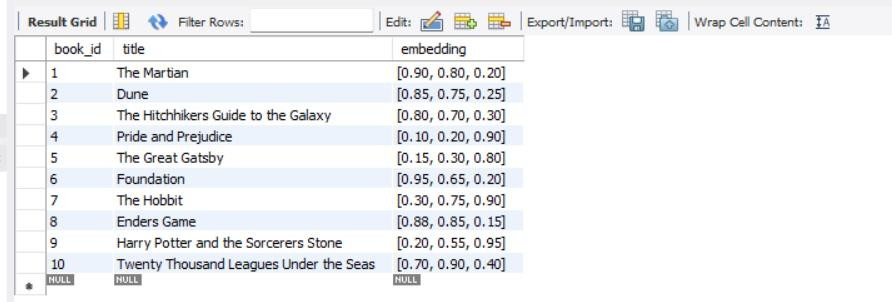 Result Grid Filter Rows: Edit: Export/Import: Wrap Cell Content: IA
book_id title embedding
1 The Martian [0.90, 0.80, 0.20]
2 Dune [0.85, 0.75, 0.25]
3 The Hitchhikers Guide to the Galaxy [0.80, 0.70, 0.30]
4 Pride and Prejudice [0.10, 0.20, 0.90]
5 The Great Gatsby [0.15, 0.30, 0.80]
6 Foundation [0.95, 0.65, 0.20]
7 The Hobbit [0.30, 0.75, 0.90]
8 Enders Game [0.88, 0.85, 0.15]
9 Harry Potter and the Sorcerers Stone [0.20, 0.55, 0.95]
10 Twenty Thousand Leagues Under the Seas [0.70, 0.90, 0.40]
NULL NULL NULL